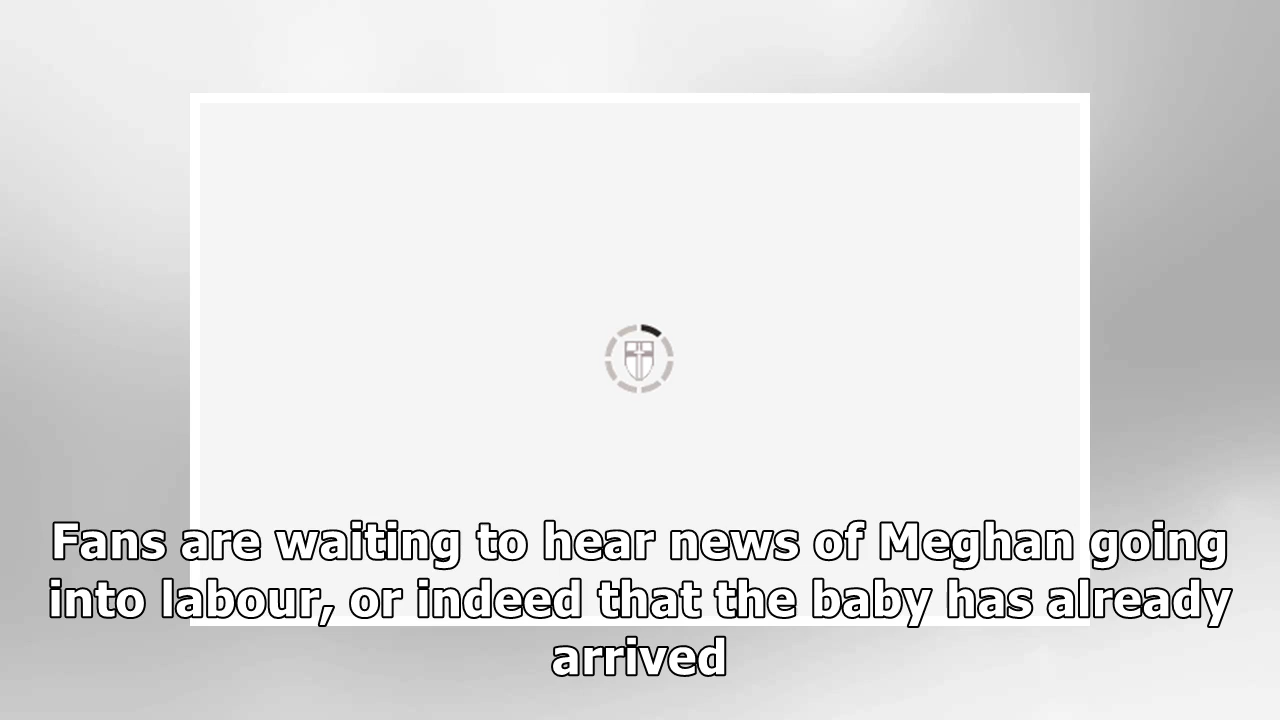 Fans are waiting to hear news of Meghan going
into labour, or indeed that the baby has already
arrived